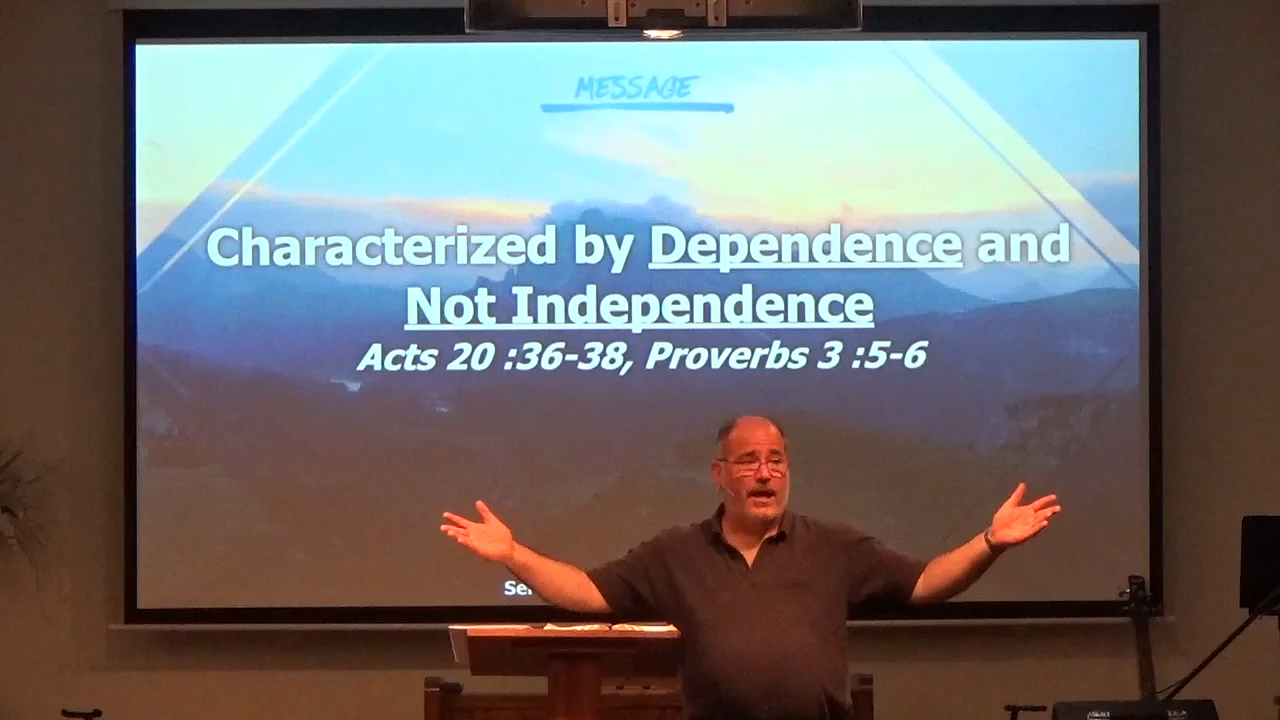 MESSAGE
Characterized by Dependence and
Not Independence
Acts 20 :36-38, Proverbs 3 :5-6